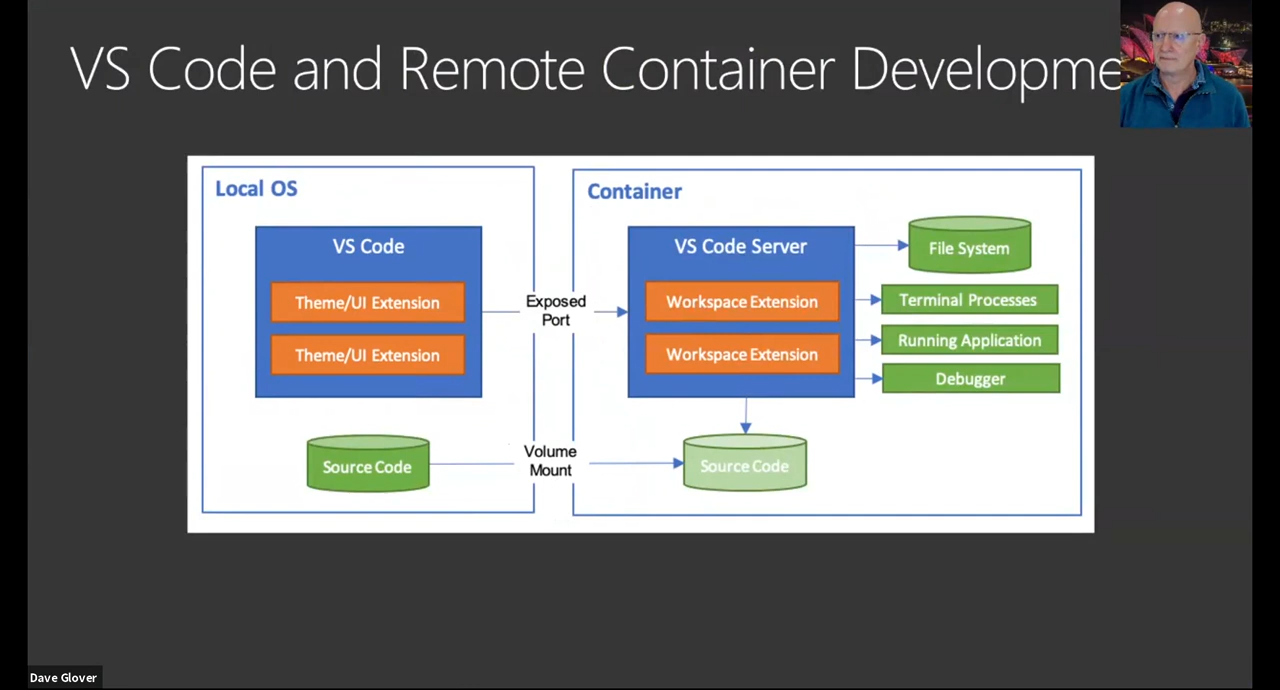 VS Code and Remote Container Developme
Local OS
VS Code
Theme/UI Extension
Theme/UI Extension
Source Code
Exposed
Port
Volume
Mount
Container
VS Code Server
Workspace Extension
Workspace Extension
Source Code
File System
Terminal Processes
Running Application
Debugger
Dave Glover